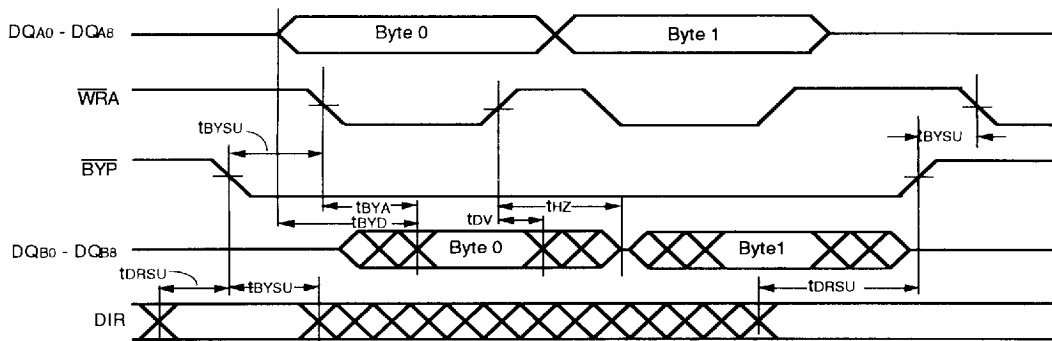 DQA0 - DQA8 Byte 0 Byte 1
WRA
tBYSU tBYSU
BYP
tBYA tHZ
tBYD tDV
DQB0 - DQB8 Byte 0 Byte1
tDRSU tBYSU tDRSU
DIR